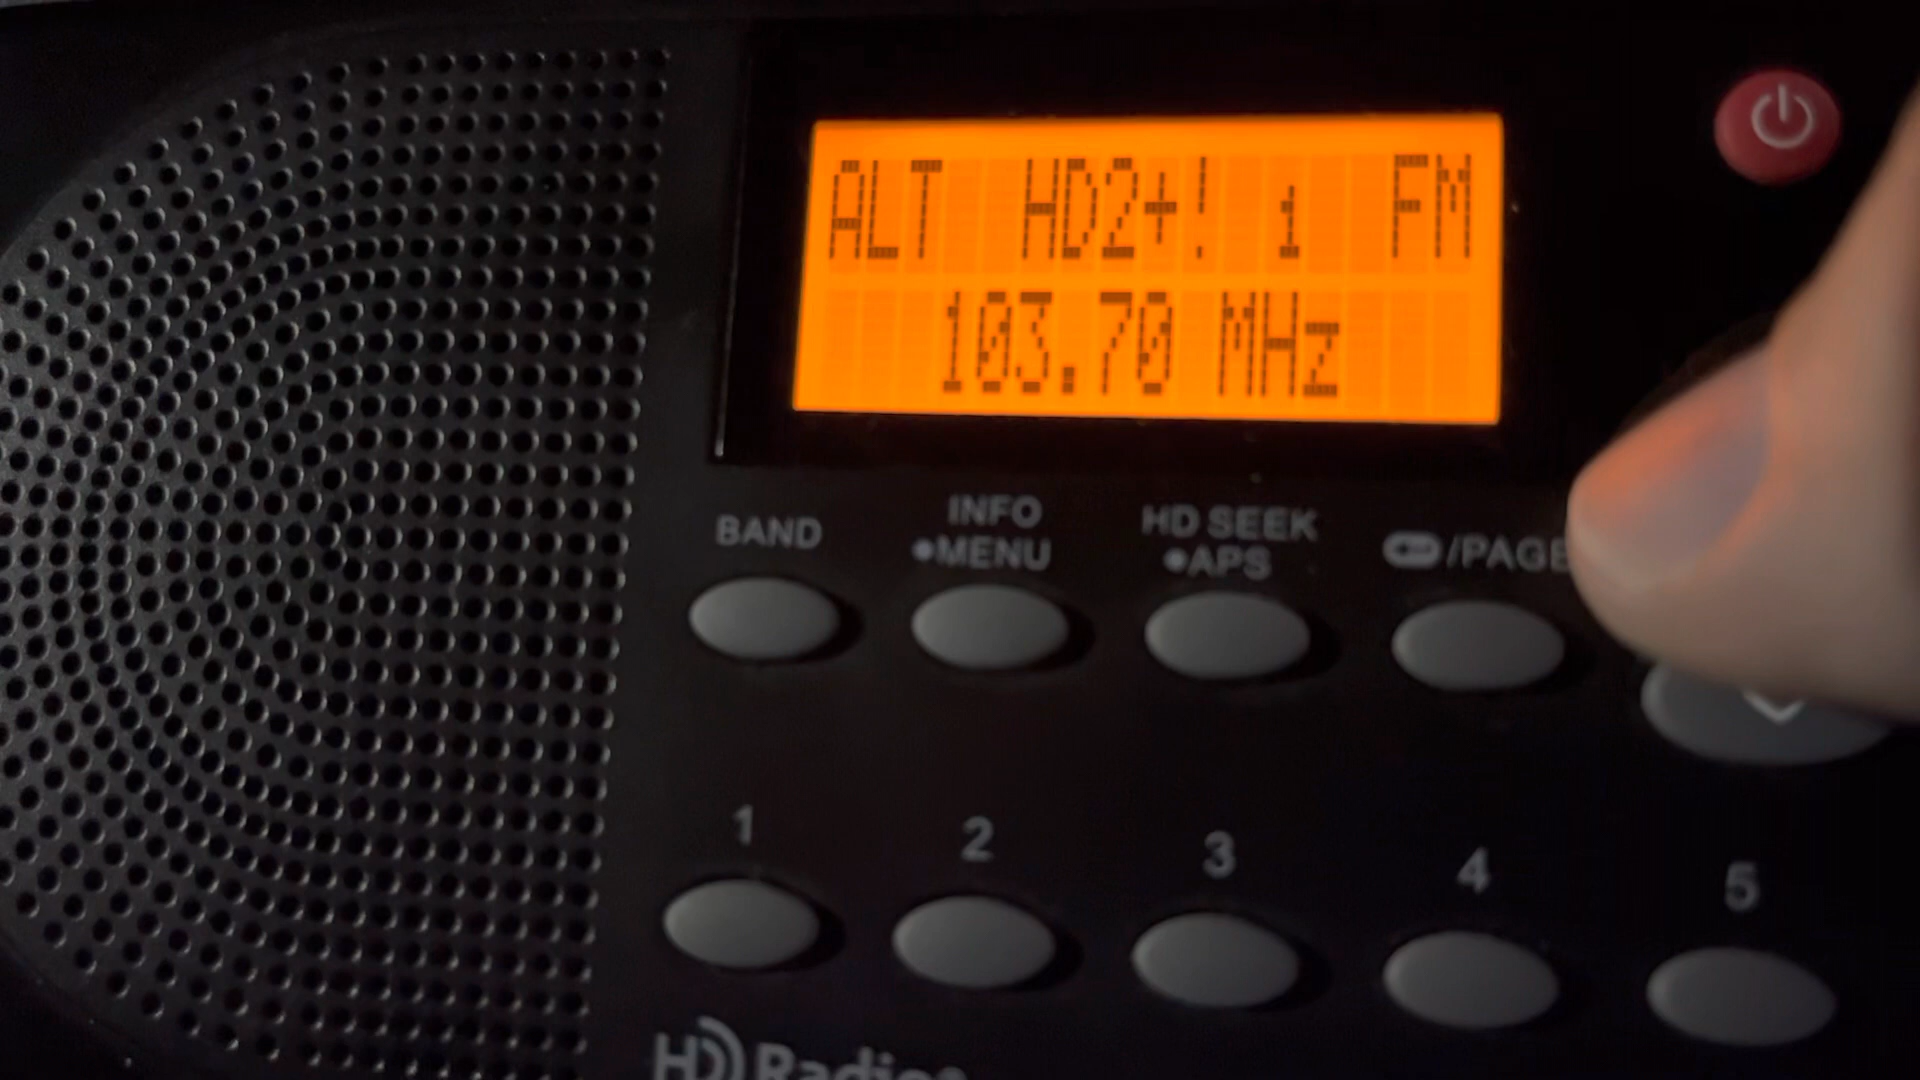 ALT HD2+! i FM
103.70 MHz
BAND
INFO
•MENU
HD SEEK
•APS
/PAGE
1
2
3
4
5
HD Radio